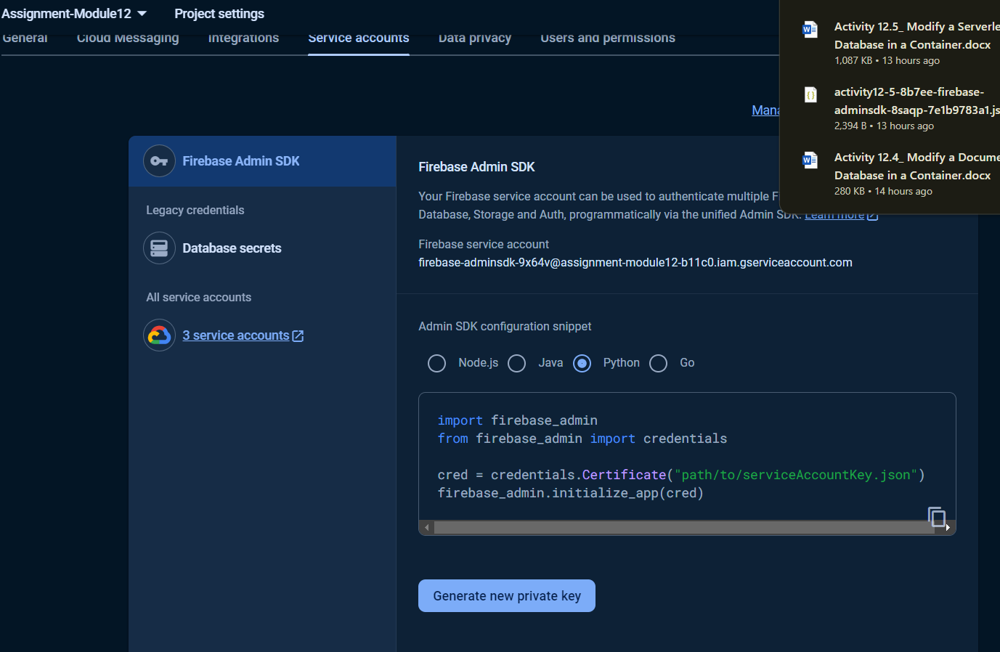 Assignment-Module12
Project settings
General
Cloud Messaging
Integrations
Service accounts
Data privacy
Users and permissions
Activity 12.5_ Modify a Serverle
Database in a Container.docx
1,087 KB • 13 hours ago
activity12-5-8b7ee-firebase-
adminsdk-8saqp-7e1b9783a1.js
2,394 B • 13 hours ago
Activity 12.4_ Modify a Docume
Database in a Container.docx
280 KB • 14 hours ago
Mana
Firebase Admin SDK
Legacy credentials
Database secrets
All service accounts
3 service accounts
Firebase Admin SDK
Your Firebase service account can be used to authenticate multiple F
Database, Storage and Auth, programmatically via the unified Admin SDK. Learn more
Firebase service account
firebase-adminsdk-9x64v@assignment-module12-b11c0.iam.gserviceaccount.com
Admin SDK configuration snippet
Node.js
Java
Python
Go
import firebase_admin
from firebase_admin import credentials
cred = credentials.Certificate("path/to/serviceAccountKey.json")
firebase_admin.initialize_app(cred)
Generate new private key